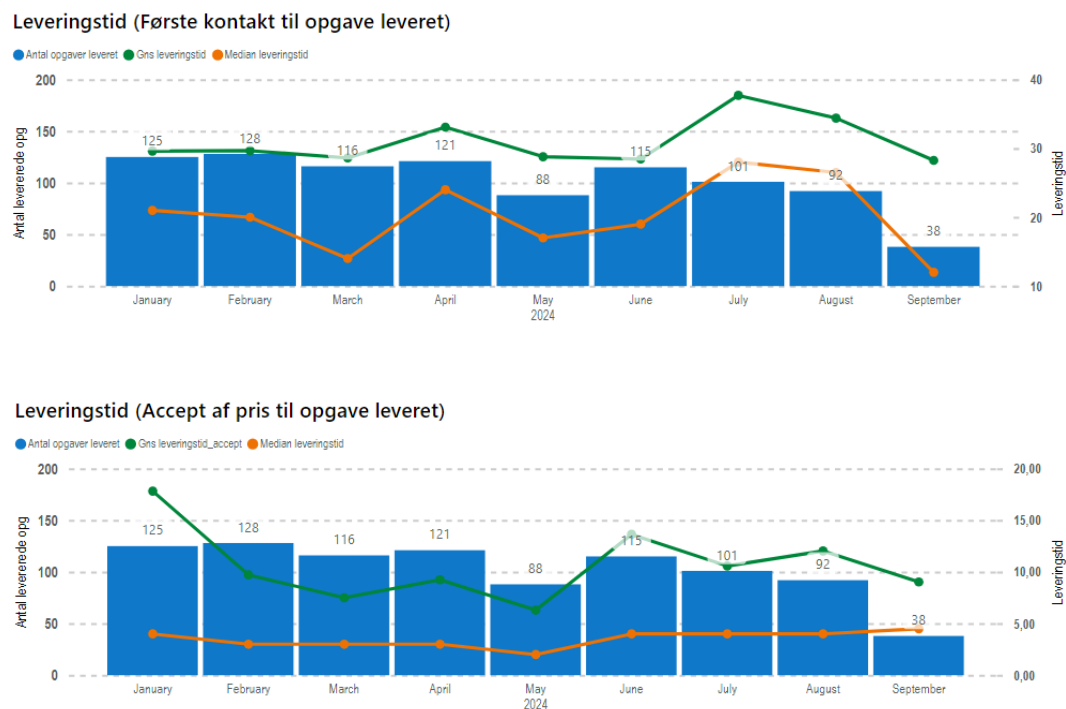 Leveringstid (Første kontakt til opgave leveret)
Antal opgaver leveret Gns leveringstid Median leveringstid
200 40
150
30
100
20
50
0 10
Antal levererede opg
Leveringstid
125 128 116 121 88 115 101 92 38
January February March April May June July August September
2024
Leveringstid (Accept af pris til opgave leveret)
Antal opgaver leveret Gns leveringstid_accept Median leveringstid
200 20,00
150 15,00
100 10,00
50 5,00
0 0,00
Antal levererede opg
Leveringstid
125 128 116 121 88 115 101 92 38
January February March April May June July August September
2024